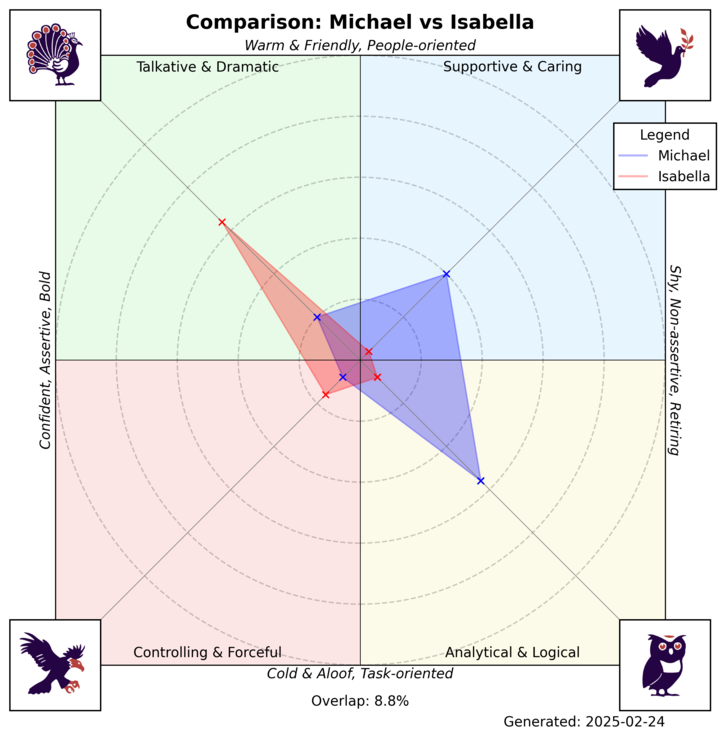 Comparison: Michael vs Isabella
Warm & Friendly, People-oriented
Talkative & Dramatic
Supportive & Caring
Legend
Michael
Isabella
Confident, Assertive, Bold
Shy, Non-assertive, Retiring
Controlling & Forceful
Analytical & Logical
Cold & Aloof, Task-oriented
Overlap: 8.8%
Generated: 2025-02-24